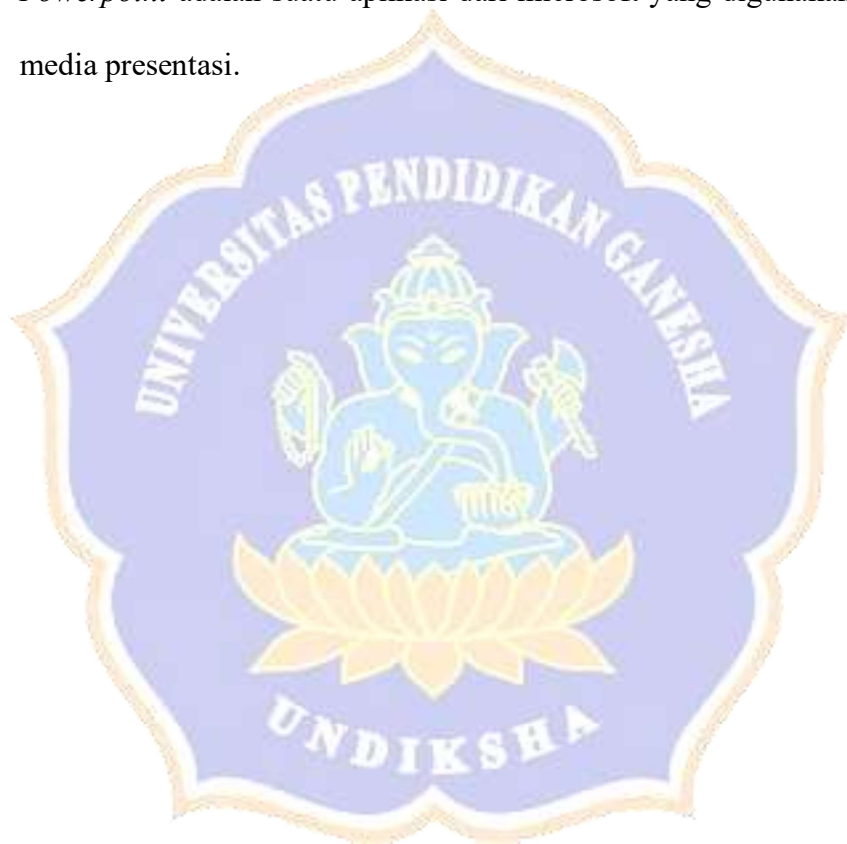 Powerpoint adalah suatu aplikasi dari microsoft yang digunakan
media presentasi.
UNIVERSITAS PENDIDIKAN GANESHA
UNDIKSHA